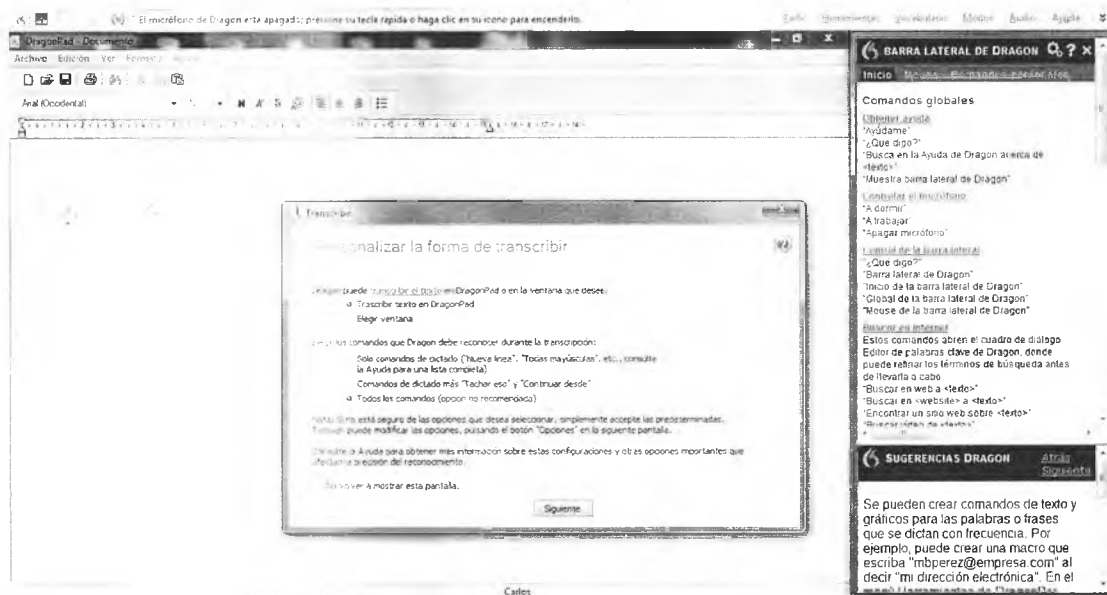 El micrófono de Dragon esta apagado; presione su tecla rapida o haga clic en su icono para encenderlo.
Modos Audio Ayuda
DragonPad - Documento
Archivo Edición Ver
Arial (Occidental)
N K S
Transcribir
Personalizar la forma de transcribir
puede transcribir el texto en DragonPad o en la ventana que desee:
Trascribir texto en DragonPad
Elegir ventana
los comandos que Dragon debe reconocer durante la transcripción:
Solo comandos de dictado ("Nueva línea", "Todas mayúsculas", etc., consulte
la Ayuda para una lista completa)
Comandos de dictado más "Tachar eso" y "Continuar desde"
Todos los comandos (opción no recomendada)
está seguro de las opciones que desea seleccionar, simplemente accepte las predeterminadas.
puede modificar las opciones, pulsando el botón "Opciones" en la siguiente pantalla.
la Ayuda para obtener más información sobre estas configuraciones y otras opciones importantes que
precisión del reconocimiento.
volver a mostrar esta pantalla.
Siguiente
Carlos
BARRA LATERAL DE DRAGON
Inicio
Comandos globales
Obtener ayuda
"Ayúdame"
"¿Qué digo?"
"Busca en la Ayuda de Dragon acerca de
<texto>"
"Muestra barra lateral de Dragon"
Controlar el micrófono
"A dormir"
"A trabajar"
"Apagar micrófono"
Control de la barra lateral
"¿Qué digo?"
"Barra lateral de Dragon"
"Inicio de la barra lateral de Dragon"
"Global de la barra lateral de Dragon"
"Mouse de la barra lateral de Dragon"
Buscar en Internet
Estos comandos abren el cuadro de diálogo
Editor de palabras clave de Dragon, donde
puede refinar los términos de búsqueda antes
de llevarla a cabo
"Buscar en web a <texto>"
"Buscar en <website> a <texto>"
"Encontrar un sitio web sobre <texto>"
SUGERENCIAS DRAGON
Atrás
Siguiente
Se pueden crear comandos de texto y
gráficos para las palabras o frases
que se dictan con frecuencia. Por
ejemplo, puede crear una macro que
escriba "mbperez@empresa.com" al
decir "mi dirección electrónica". En el